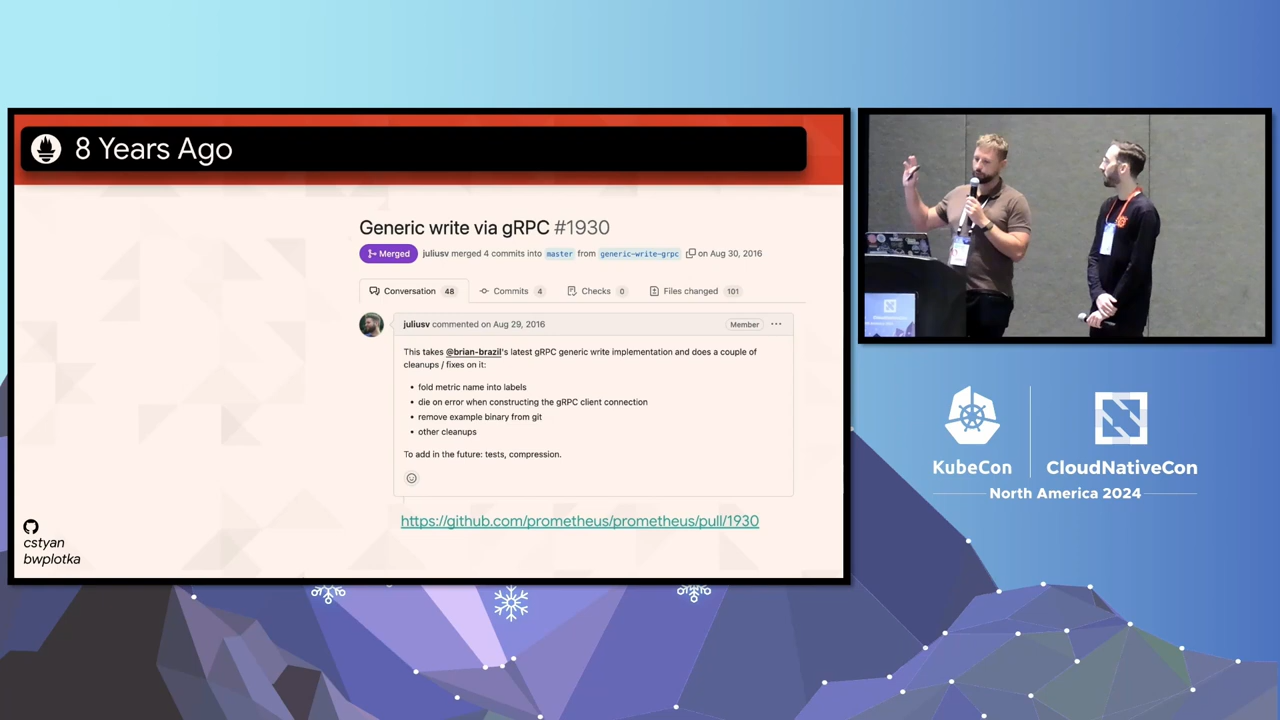 8 Years Ago
Generic write via gRPC #1930
Merged juliusv merged 4 commits into master from generic-write-grpc on Aug 30, 2016
Conversation 48 Commits 4 Checks 0 Files changed 101
juliusv commented on Aug 29, 2016 Member ...
This takes @brian-brazil's latest gRPC generic write implementation and does a couple of
cleanups / fixes on it:
• fold metric name into labels
• die on error when constructing the gRPC client connection
• remove example binary from git
• other cleanups
To add in the future: tests, compression.
https://github.com/prometheus/prometheus/pull/1930
cstyan
bwplotka
KubeCon CloudNativeCon
North America 2024